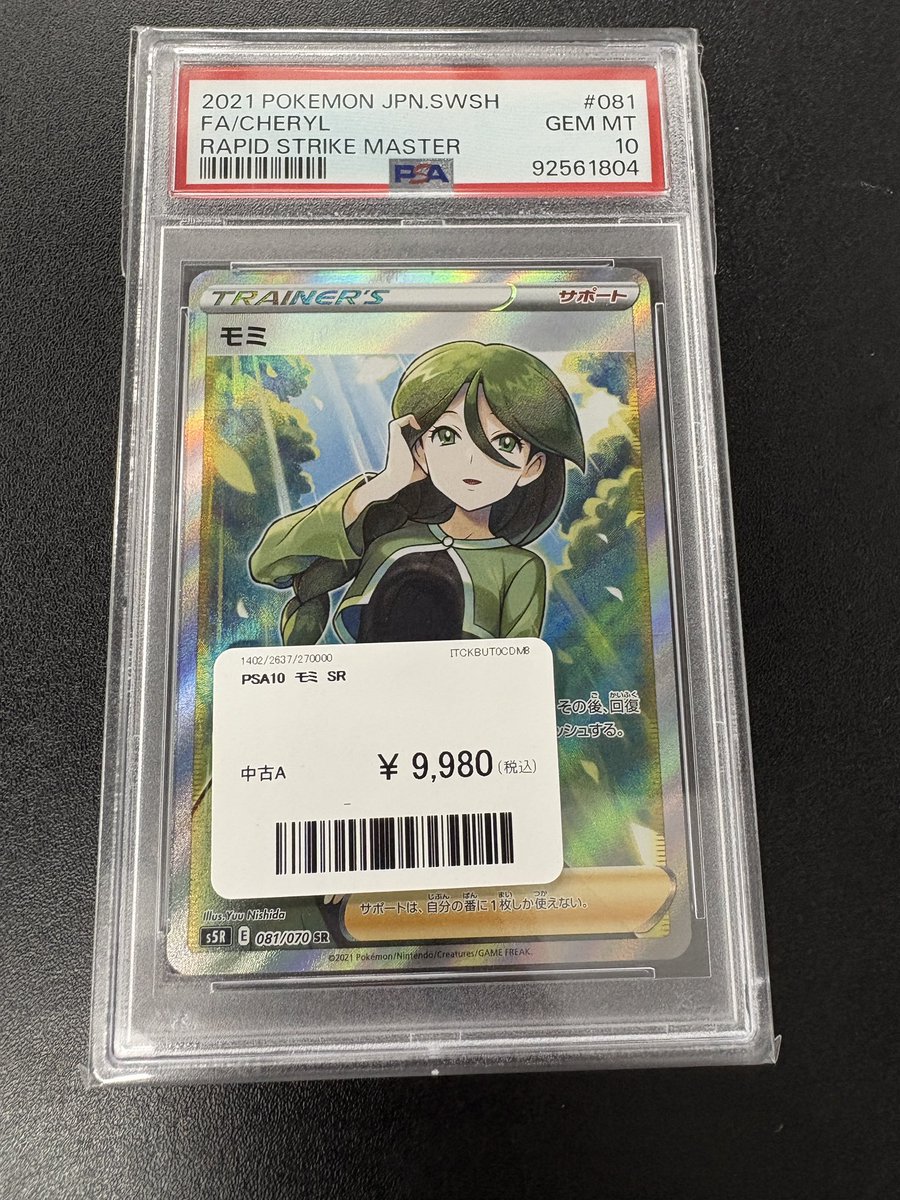 2021 POKEMON JPN.SWSH #081
FA/CHERYL GEM MT
RAPID STRIKE MASTER 10
PSA 92561804
TRAINER'S サポート
モミ
その後、回復
ッシュする。
1402/2637/270000 ITCKBUT0CDM8
PSA10 モミ SR
中古A ¥ 9,980(税込)
サポートは、自分の番に1枚しか使えない。
Illus. Yuu Nishida
s5R E 081/070 SR
©2021 Pokémon/Nintendo/Creatures/GAME FREAK.